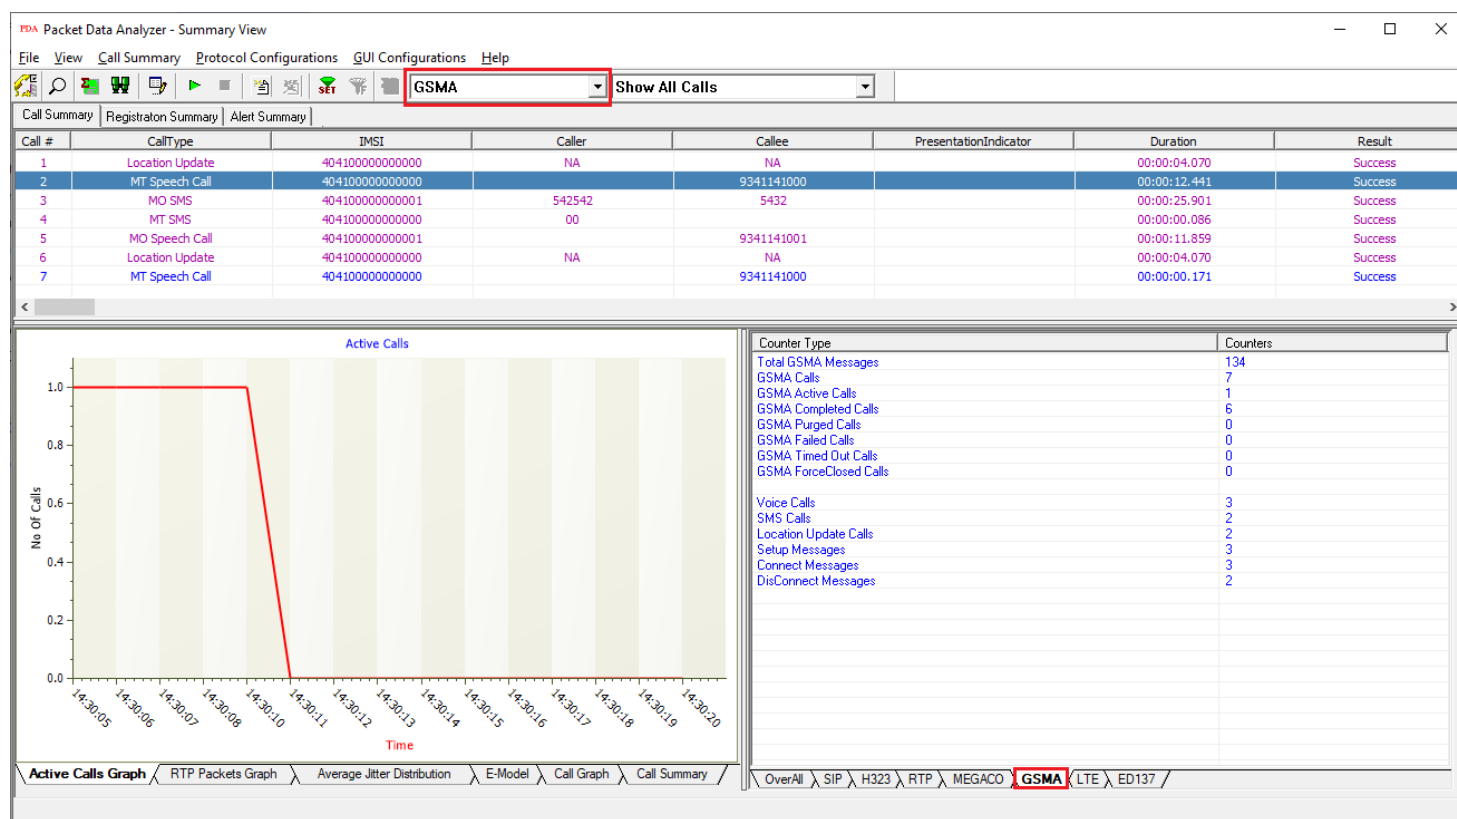 PDA Packet Data Analyzer - Summary View
File View Call Summary Protocol Configurations GUI Configurations Help
SET GSMA Show All Calls
Call Summary Registraton Summary Alert Summary
Call # CallType IMSI Caller Callee PresentationIndicator Duration Result
1 Location Update 404100000000000 NA NA 00:00:04.070 Success
2 MT Speech Call 404100000000000 9341141000 00:00:12.441 Success
3 MO SMS 404100000000001 542542 5432 00:00:25.901 Success
4 MT SMS 404100000000000 00 00:00:00.086 Success
5 MO Speech Call 404100000000001 9341141001 00:00:11.859 Success
6 Location Update 404100000000000 NA NA 00:00:04.070 Success
7 MT Speech Call 404100000000000 9341141000 00:00:00.171 Success
Active Calls
1.0
0.8
0.6
0.4
0.2
0.0
No Of Calls
14:30:05 14:30:06 14:30:07 14:30:08 14:30:10 14:30:11 14:30:12 14:30:13 14:30:14 14:30:15 14:30:16 14:30:17 14:30:18 14:30:19 14:30:20
Time
Active Calls Graph RTP Packets Graph Average Jitter Distribution E-Model Call Graph Call Summary
Counter Type Counters
Total GSMA Messages 134
GSMA Calls 7
GSMA Active Calls 1
GSMA Completed Calls 6
GSMA Purged Calls 0
GSMA Failed Calls 0
GSMA Timed Out Calls 0
GSMA ForceClosed Calls 0
Voice Calls 3
SMS Calls 2
Location Update Calls 2
Setup Messages 3
Connect Messages 3
DisConnect Messages 2
OverAll SIP H323 RTP MEGACO GSMA LTE ED137